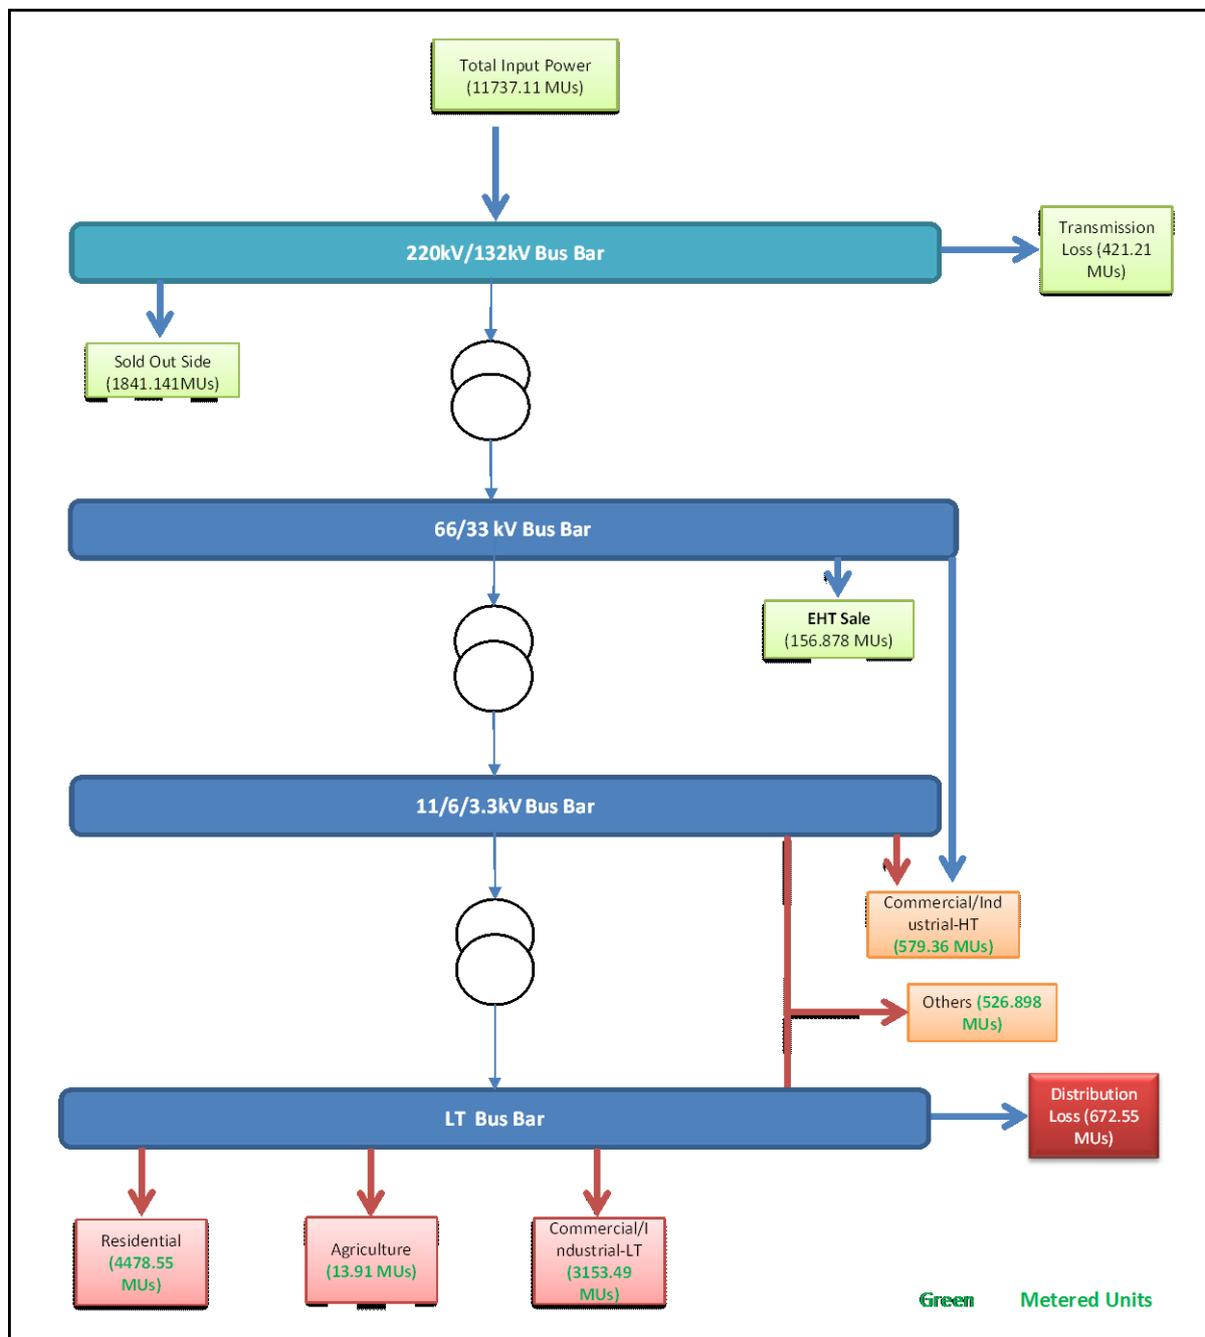 Total Input Power
(11737.11 MUs)
220kV/132kV Bus Bar
Transmission
Loss (421.21
MUs)
Sold Out Side
(1841.141MUs)
66/33 kV Bus Bar
EHT Sale
(156.878 MUs)
11/6/3.3kV Bus Bar
Commercial/Ind
ustrial-HT
(579.36 MUs)
Others (526.898
MUs)
LT Bus Bar
Distribution
Loss (672.55
MUs)
Residential
(4478.55
MUs)
Agriculture
(13.91 MUs)
Commercial/I
ndustrial-LT
(3153.49
MUs)
Green Metered Units